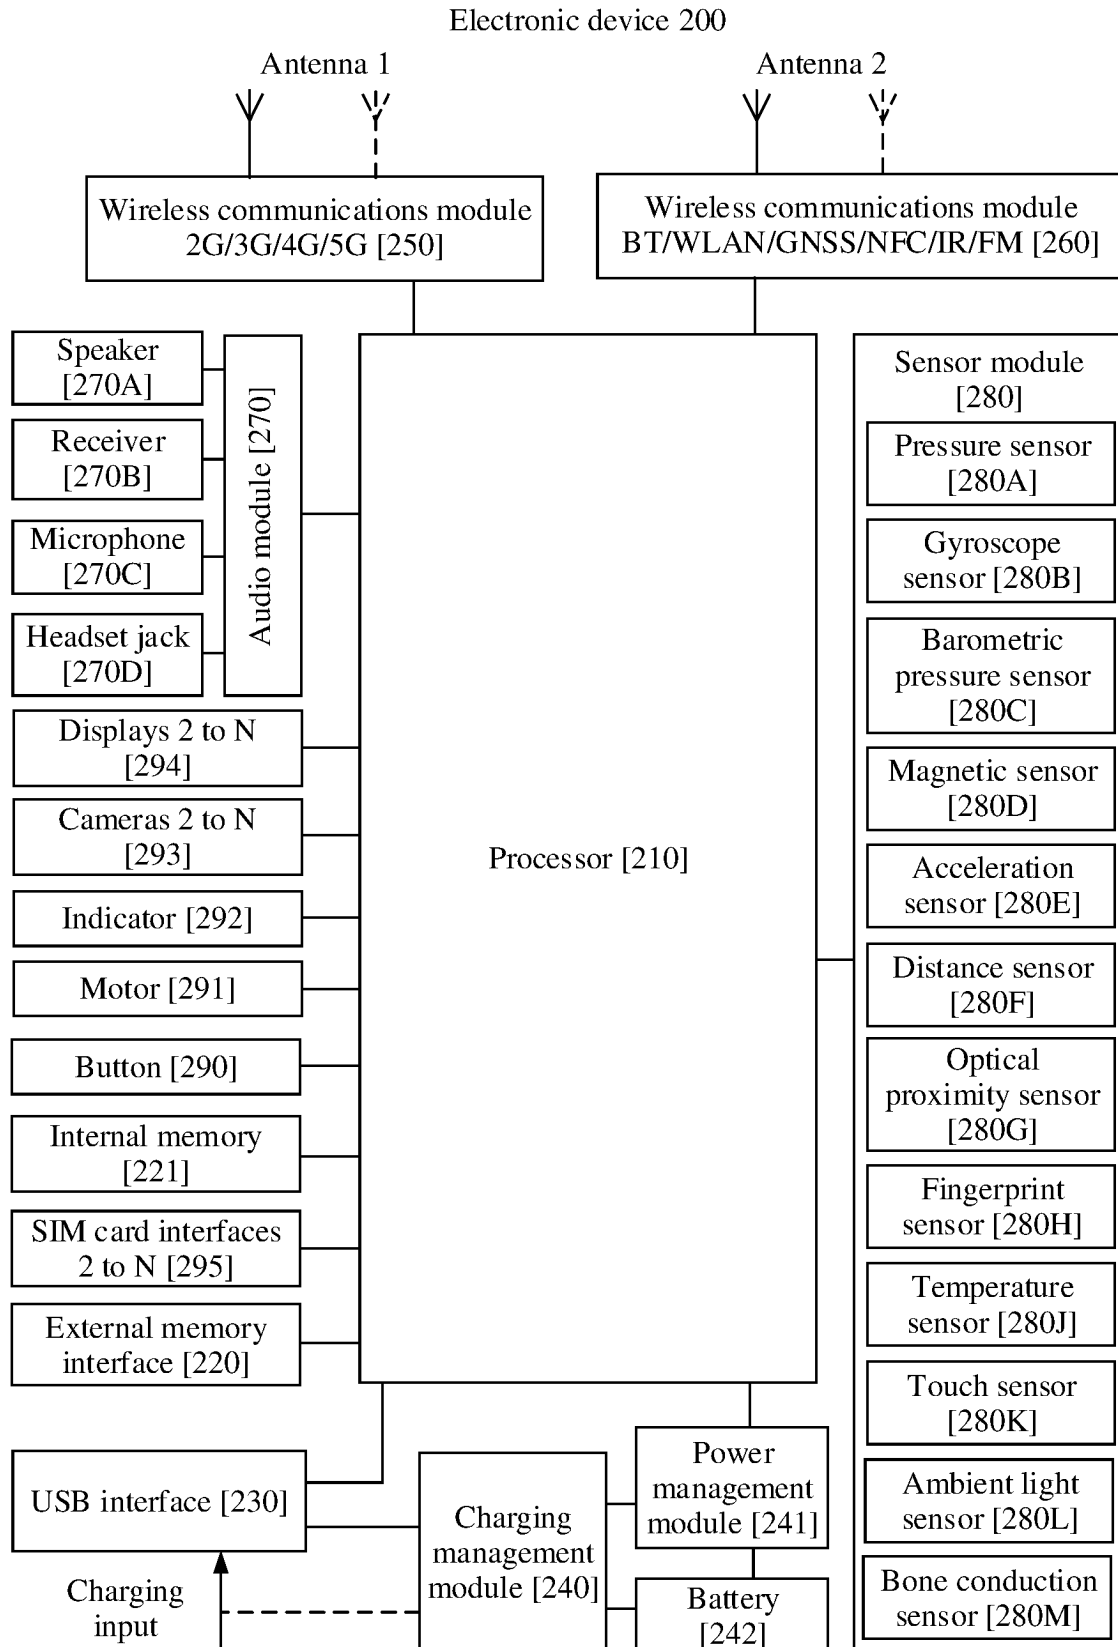 Electronic device 200
Antenna 1
Antenna 2
Wireless communications module
2G/3G/4G/5G [250]
Wireless communications module
BT/WLAN/GNSS/NFC/IR/FM [260]
Speaker
[270A]
Receiver
[270B]
Microphone
[270C]
Headset jack
[270D]
Audio module [270]
Displays 2 to N
[294]
Cameras 2 to N
[293]
Indicator [292]
Motor [291]
Button [290]
Internal memory
[221]
SIM card interfaces
2 to N [295]
External memory
interface [220]
Processor [210]
Sensor module
[280]
Pressure sensor
[280A]
Gyroscope
sensor [280B]
Barometric
pressure sensor
[280C]
Magnetic sensor
[280D]
Acceleration
sensor [280E]
Distance sensor
[280F]
Optical
proximity sensor
[280G]
Fingerprint
sensor [280H]
Temperature
sensor [280J]
Touch sensor
[280K]
Ambient light
sensor [280L]
Bone conduction
sensor [280M]
USB interface [230]
Charging
input
Charging
management
module [240]
Power
management
module [241]
Battery
[242]